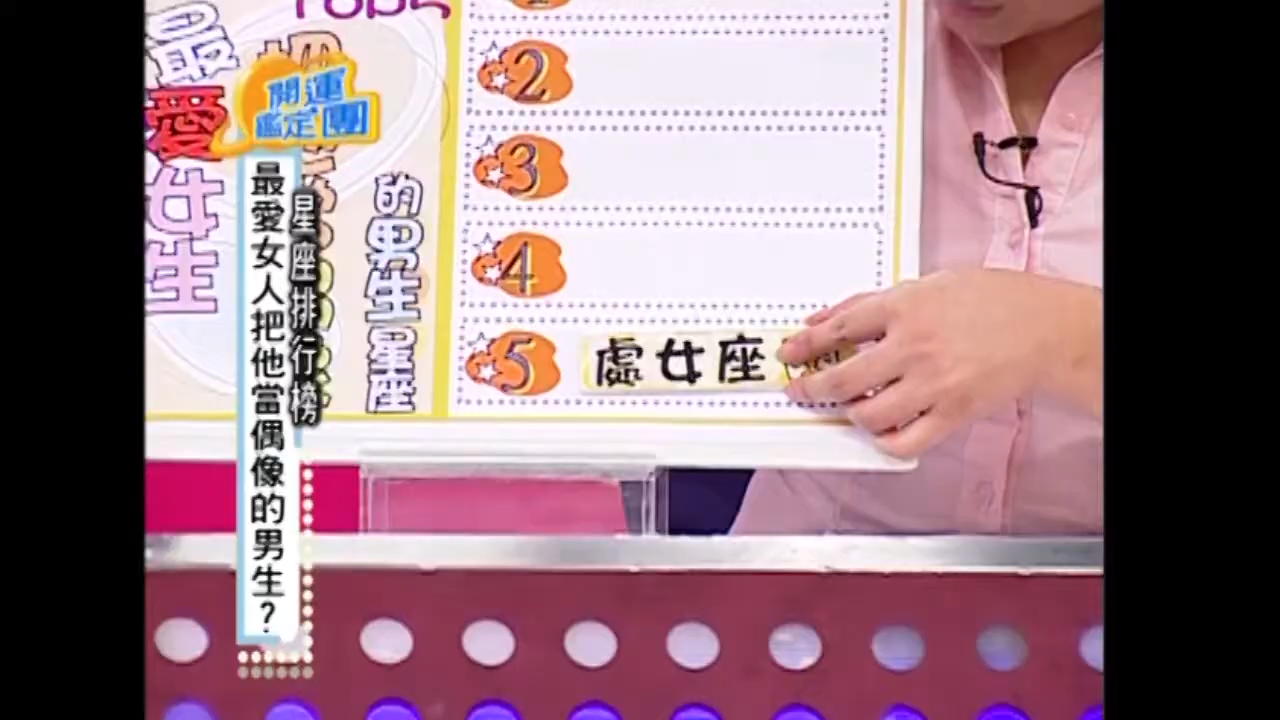 開運
鑑定團
星座排行榜
最愛女人把他當偶像的男生?
最愛女生
的男生星座
2
3
4
5 處女座